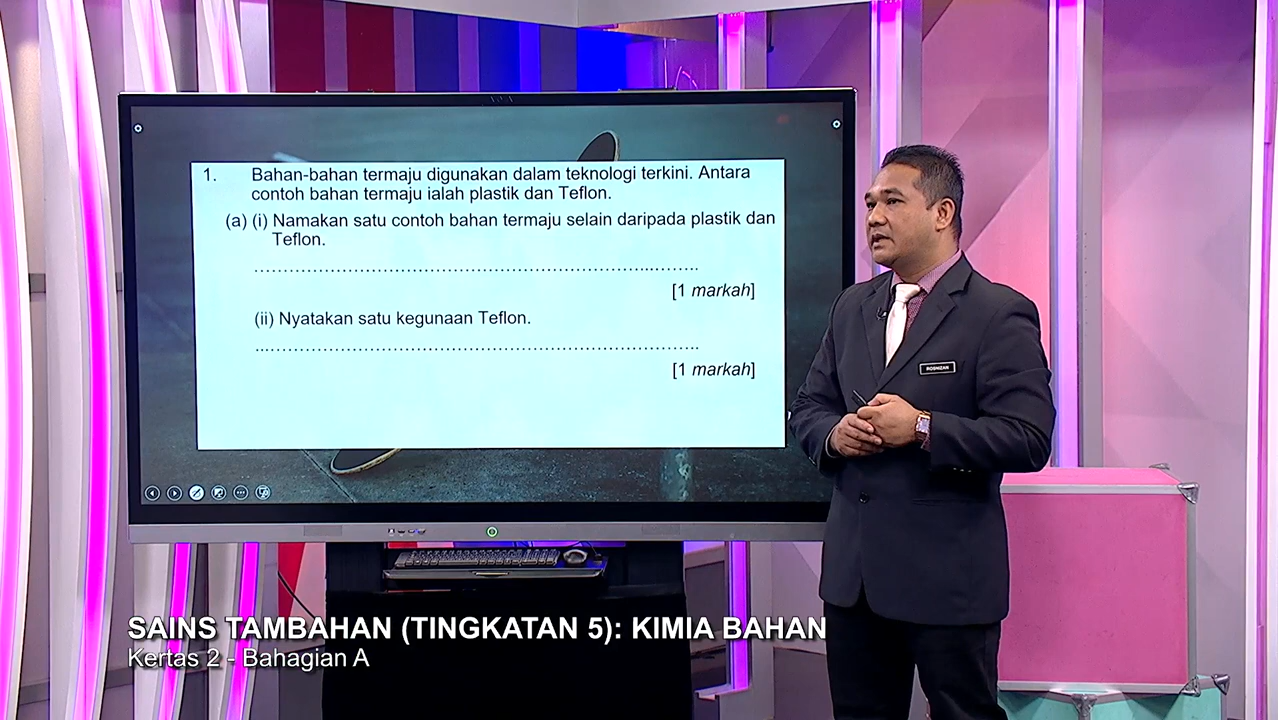 1. Bahan-bahan termaju digunakan dalam teknologi terkini. Antara
contoh bahan termaju ialah plastik dan Teflon.
(a) (i) Namakan satu contoh bahan termaju selain daripada plastik dan
Teflon.
[1 markah]
(ii) Nyatakan satu kegunaan Teflon.
[1 markah]
ROSNIZAN
SAINS TAMBAHAN (TINGKATAN 5): KIMIA BAHAN
Kertas 2 - Bahagian A